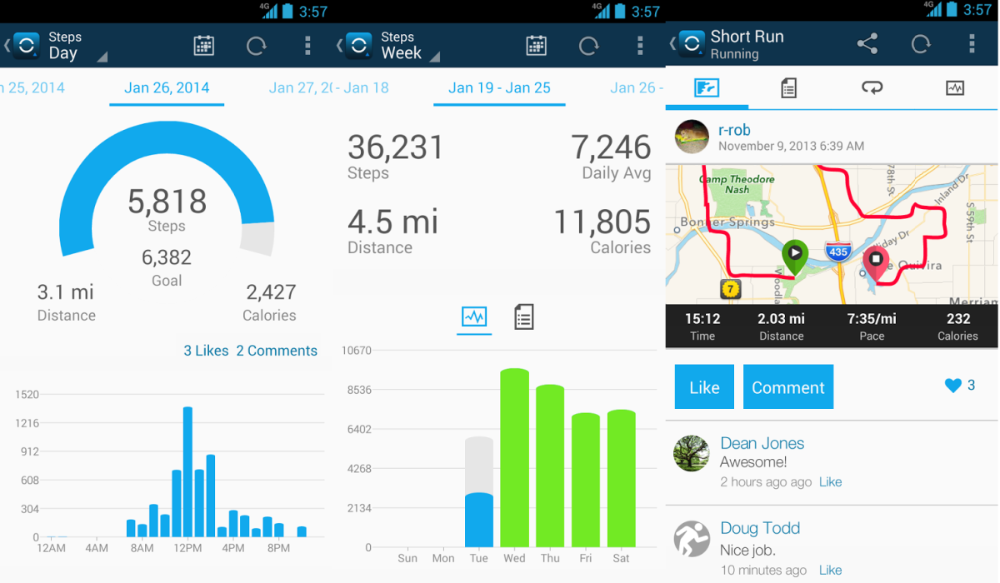 4G 3:57
Steps
Day
25, 2014
Jan 26, 2014
Jan 27, 20
5,818
Steps
6,382
Goal
3.1 mi
Distance
2,427
Calories
3 Likes 2 Comments
1520
1216
912
608
304
0
12AM 4AM 8AM 12PM 4PM 8PM
4G 3:57
Steps
Week
- Jan 18
Jan 19 - Jan 25
Jan 26 -
36,231
Steps
7,246
Daily Avg
4.5 mi
Distance
11,805
Calories
10670
8536
6402
4268
2134
0
Sun Mon Tue Wed Thu Fri Sat
4G 3:57
Short Run
Running
r-rob
November 9, 2013 6:39 AM
Camp Theodore
Nash
78th St
Inland Dr
Bonner Springs
S 59th St
435
Holliday Dr
Quivira
7
Woodla
Merriam
15:12
Time
2.03 mi
Distance
7:35/mi
Pace
232
Calories
Like
Comment
3
Dean Jones
Awesome!
2 hours ago ago Like
Doug Todd
Nice job.
10 minutes ago Like